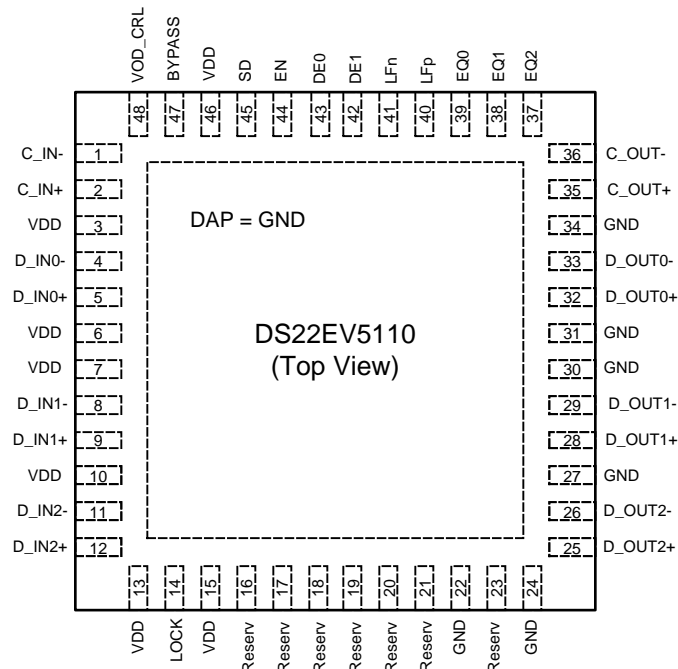 VOD_CRL
BYPASS
VDD
SD
EN
DE0
DE1
LFn
LFp
EQ0
EQ1
EQ2
48
47
46
45
44
43
42
41
40
39
38
37
C_IN- 1
C_IN+ 2
VDD 3
D_IN0- 4
D_IN0+ 5
VDD 6
VDD 7
D_IN1- 8
D_IN1+ 9
VDD 10
D_IN2- 11
D_IN2+ 12
DAP = GND
DS22EV5110
(Top View)
36 C_OUT-
35 C_OUT+
34 GND
33 D_OUT0-
32 D_OUT0+
31 GND
30 GND
29 D_OUT1-
28 D_OUT1+
27 GND
26 D_OUT2-
25 D_OUT2+
13
14
15
16
17
18
19
20
21
22
23
24
VDD
LOCK
VDD
Reserv
Reserv
Reserv
Reserv
Reserv
Reserv
GND
Reserv
GND